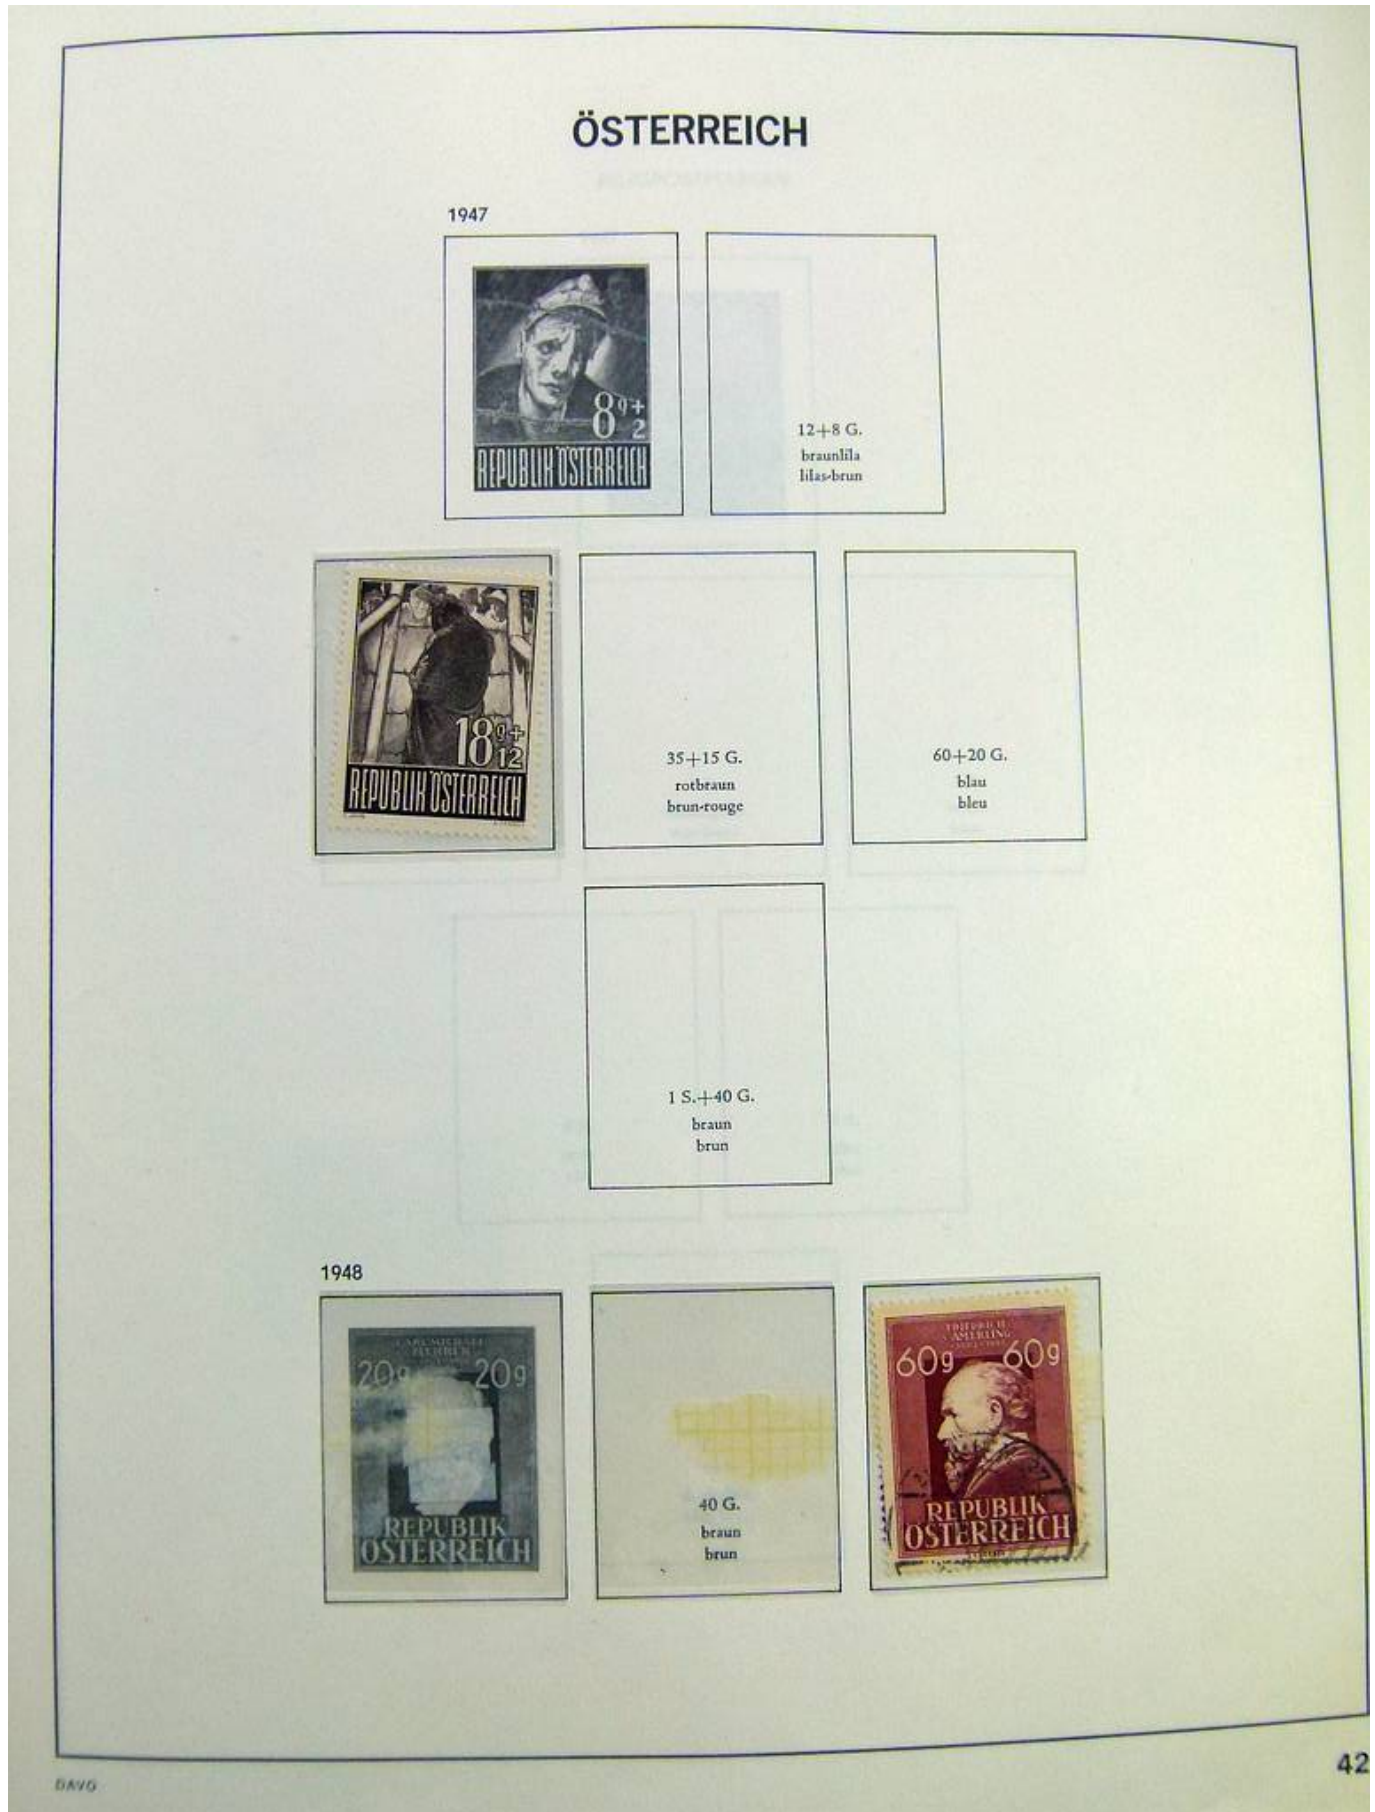 ÖSTERREICH
1947
8g+
2
REPUBLIK ÖSTERREICH
12+8 G.
braunlila
lilas-brun
18g+
12
REPUBLIK ÖSTERREICH
35+15 G.
rotbraun
brun-rouge
60+20 G.
blau
bleu
1 S.+40 G.
braun
brun
1948
20g 20g
REPUBLIK
ÖSTERREICH
40 G.
braun
brun
FRIEDRICH
AMERLING
60g 60g
REPUBLIK
ÖSTERREICH
DAVO
42